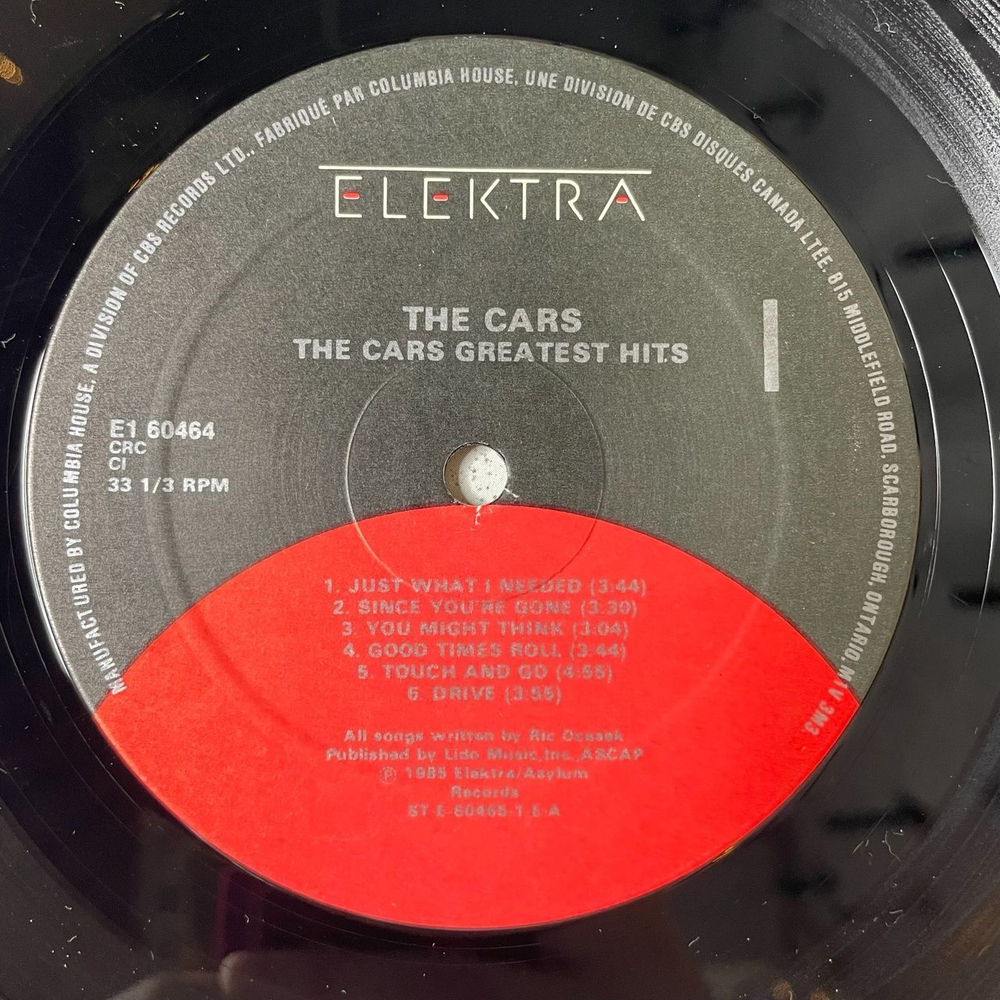 MANUFACTURED BY COLUMBIA HOUSE, A DIVISION OF CBS RECORDS LTD., FABRIQUE PAR COLUMBIA HOUSE, UNE DIVISION DE CBS DISQUES CANADA LTÉE. 815 MIDDLEFIELD ROAD, SCARBOROUGH, ONTARIO, M1V 3M3
ELEKTRA
THE CARS
THE CARS GREATEST HITS
E1 60464
CRC
CI
33 1/3 RPM
1. JUST WHAT I NEEDED (3:44)
2. SINCE YOU'RE GONE (3:30)
3. YOU MIGHT THINK (3:04)
4. GOOD TIMES ROLL (3:44)
5. TOUCH AND GO (4:55)
6. DRIVE (3:55)
All songs written by Ric Ocasek
Published by Lido Music, Inc., ASCAP
℗ 1985 Elektra/Asylum
Records
ST-E-60465-1 E-A